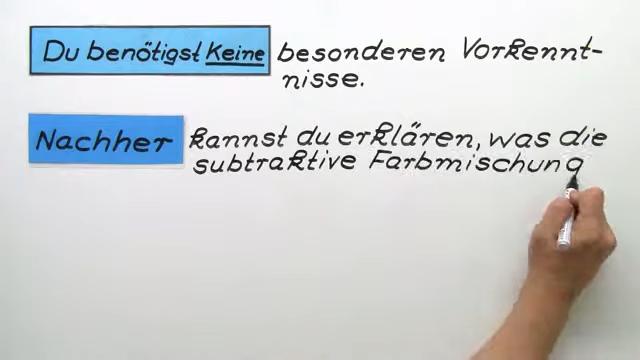 Du benötigst Keine besonderen Vorkennt-
nisse.
Nachher kannst du erklären, was die
subtraktive Farbmischung